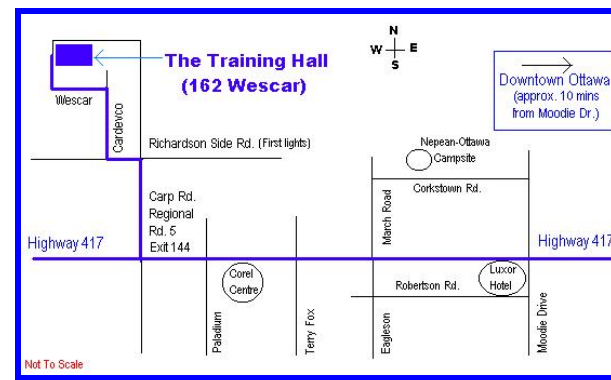 N
W E
S
The Training Hall
(162 Wescar)
Downtown Ottawa
(approx. 10 mins
from Moodie Dr.)
Wescar
Cardevco
Richardson Side Rd. (First lights)
Nepean-Ottawa
Campsite
Corkstown Rd.
March Road
Carp Rd.
Regional
Rd. 5
Exit 144
Highway 417
Highway 417
Corel
Centre
Luxor
Hotel
Robertson Rd.
Paladium
Terry Fox
Eagleson
Moodie Drive
Not To Scale